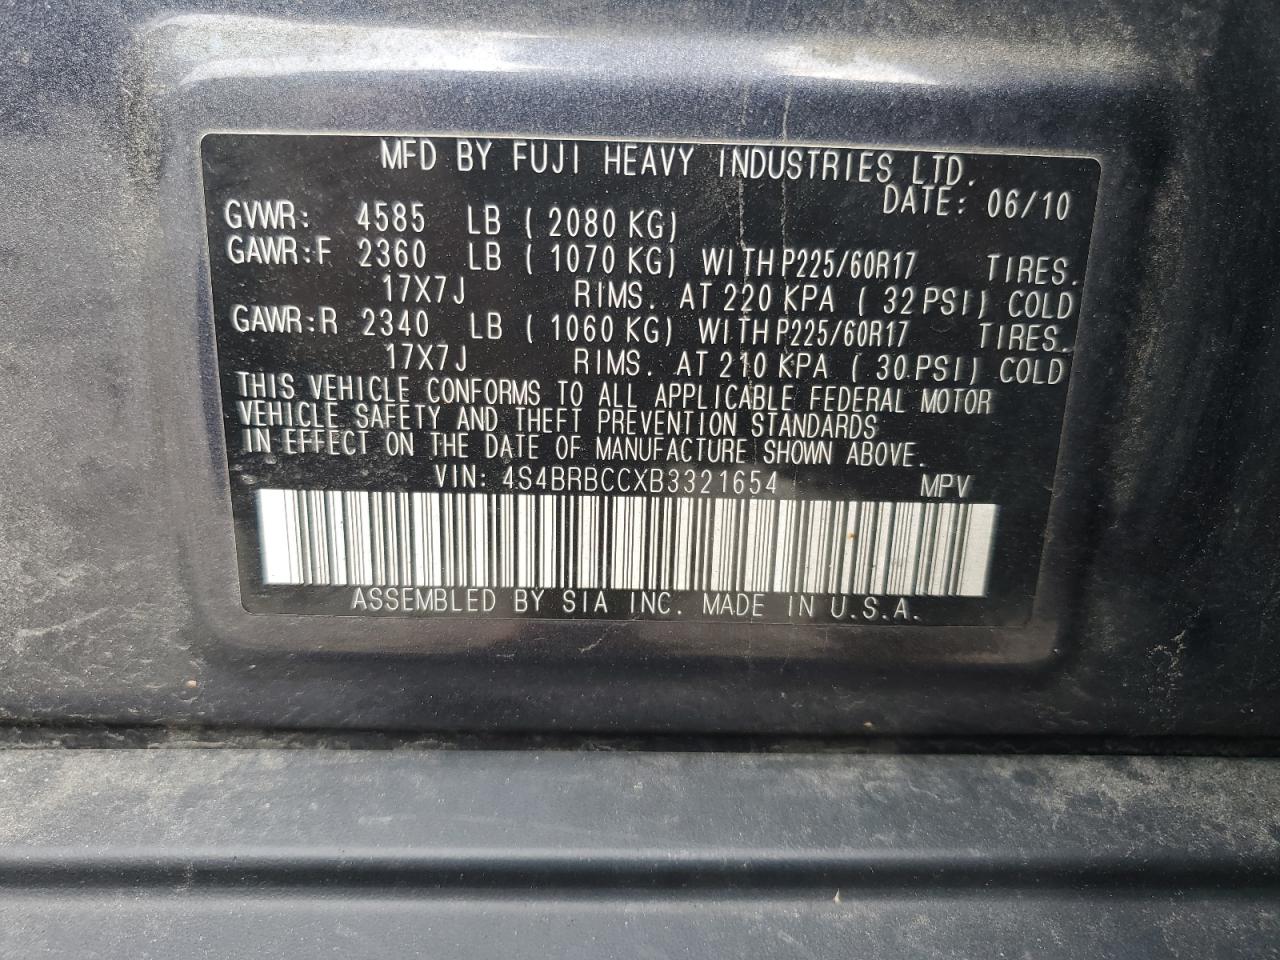 MFD BY FUJI HEAVY INDUSTRIES LTD.
DATE: 06/10
GVWR: 4585 LB ( 2080 KG)
GAWR:F 2360 LB ( 1070 KG) WITH P225/60R17 TIRES.
17X7J RIMS. AT 220 KPA ( 32 PSI) COLD
GAWR:R 2340 LB ( 1060 KG) WITH P225/60R17 TIRES.
17X7J RIMS. AT 210 KPA ( 30 PSI) COLD
THIS VEHICLE CONFORMS TO ALL APPLICABLE FEDERAL MOTOR
VEHICLE SAFETY AND THEFT PREVENTION STANDARDS
IN EFFECT ON THE DATE OF MANUFACTURE SHOWN ABOVE.
VIN: 4S4BRBCCXB3321654 MPV
ASSEMBLED BY SIA INC. MADE IN U.S.A.